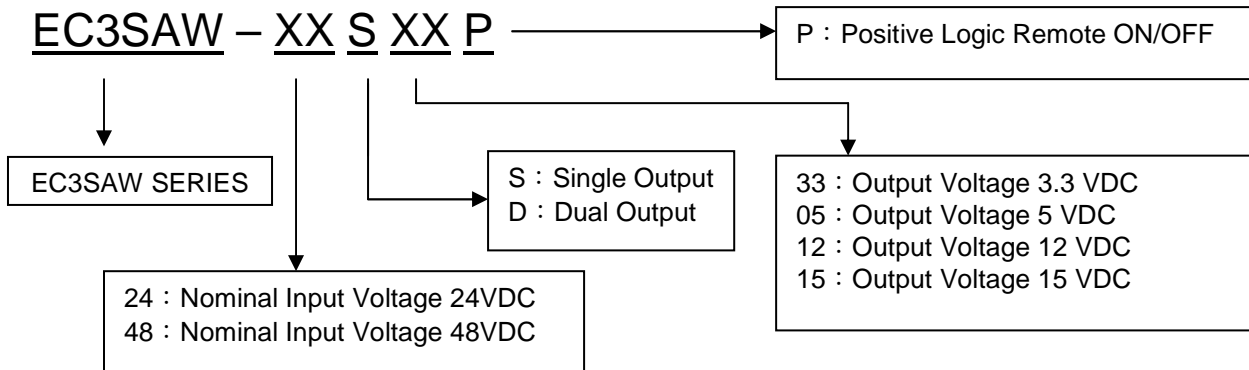 EC3SAW – XX S XX P
P：Positive Logic Remote ON/OFF
EC3SAW SERIES
S：Single Output
D：Dual Output
33：Output Voltage 3.3 VDC
05：Output Voltage 5 VDC
12：Output Voltage 12 VDC
15：Output Voltage 15 VDC
24：Nominal Input Voltage 24VDC
48：Nominal Input Voltage 48VDC